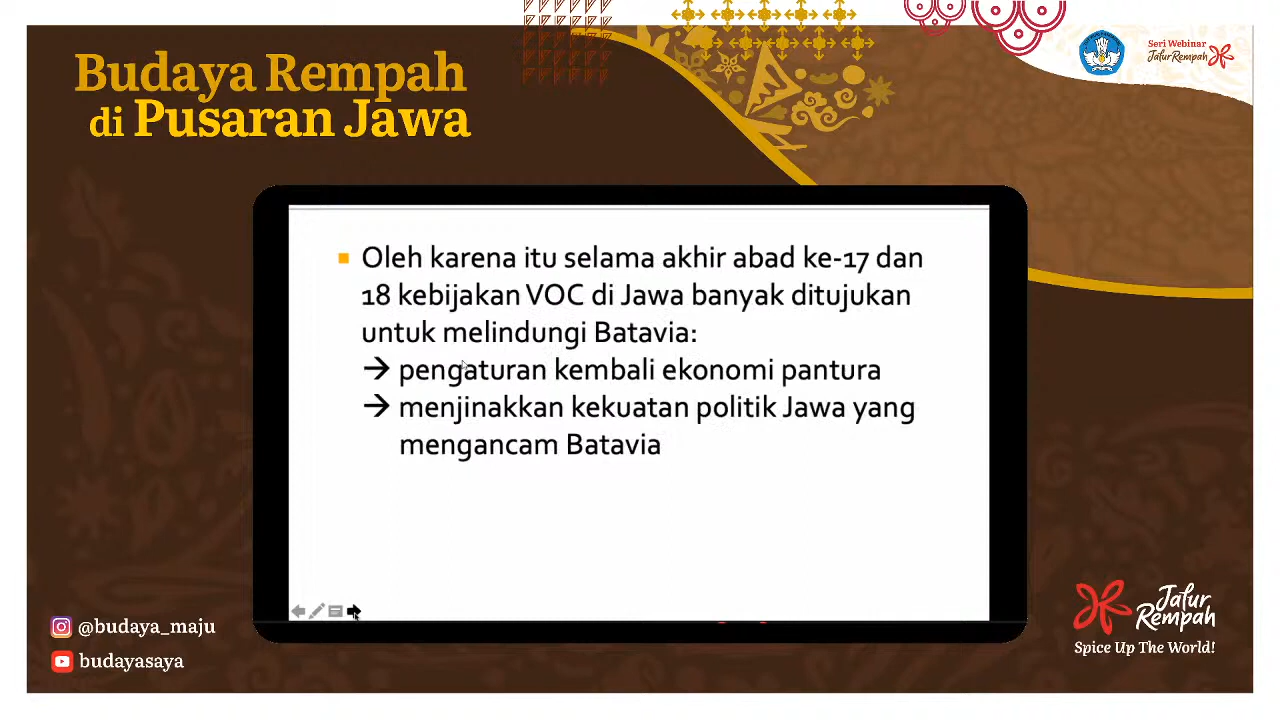 Budaya Rempah
di Pusaran Jawa
Seri Webinar
Jalur Rempah
Oleh karena itu selama akhir abad ke-17 dan
18 kebijakan VOC di Jawa banyak ditujukan
untuk melindungi Batavia:
→ pengaturan kembali ekonomi pantura
→ menjinakkan kekuatan politik Jawa yang
mengancam Batavia
@budaya_maju
budayasaya
Jalur
Rempah
Spice Up The World!